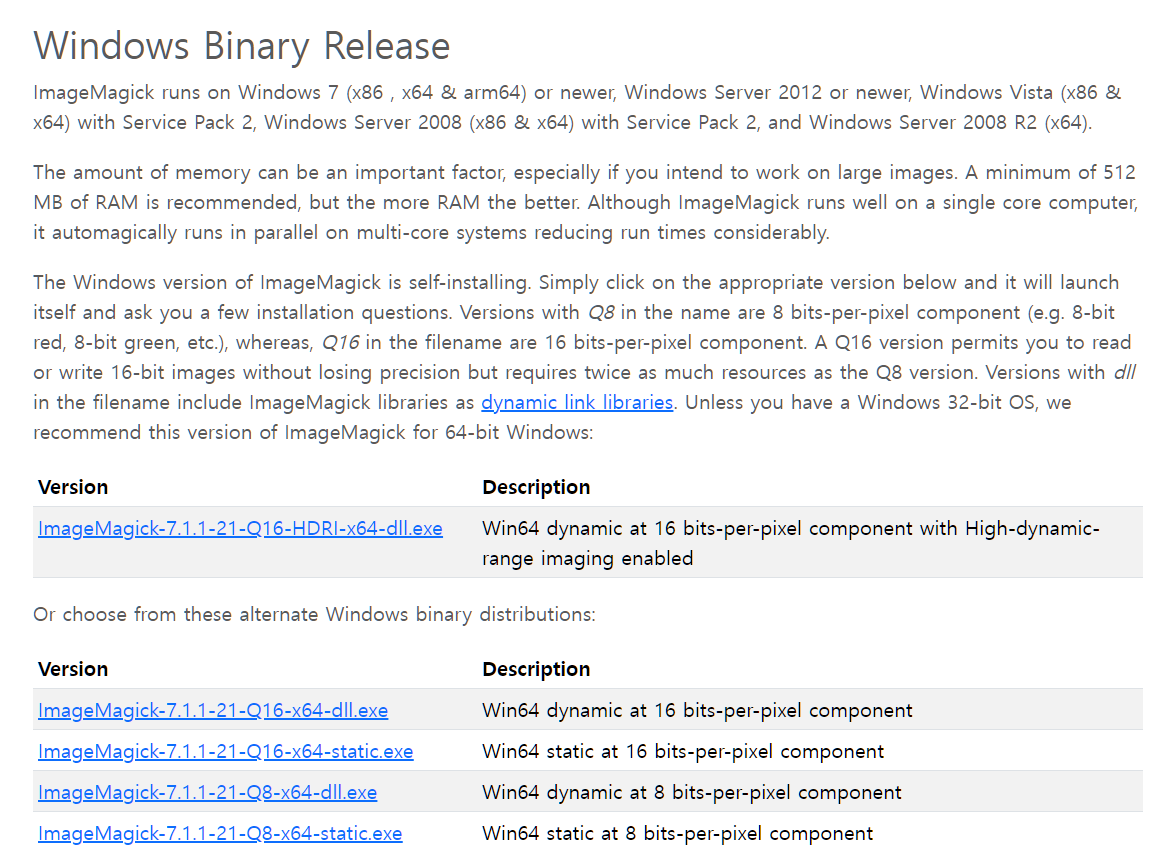 Windows Binary Release
ImageMagick runs on Windows 7 (x86 , x64 & arm64) or newer, Windows Server 2012 or newer, Windows Vista (x86 &
x64) with Service Pack 2, Windows Server 2008 (x86 & x64) with Service Pack 2, and Windows Server 2008 R2 (x64).
The amount of memory can be an important factor, especially if you intend to work on large images. A minimum of 512
MB of RAM is recommended, but the more RAM the better. Although ImageMagick runs well on a single core computer,
it automagically runs in parallel on multi-core systems reducing run times considerably.
The Windows version of ImageMagick is self-installing. Simply click on the appropriate version below and it will launch
itself and ask you a few installation questions. Versions with Q8 in the name are 8 bits-per-pixel component (e.g. 8-bit
red, 8-bit green, etc.), whereas, Q16 in the filename are 16 bits-per-pixel component. A Q16 version permits you to read
or write 16-bit images without losing precision but requires twice as much resources as the Q8 version. Versions with dll
in the filename include ImageMagick libraries as dynamic link libraries. Unless you have a Windows 32-bit OS, we
recommend this version of ImageMagick for 64-bit Windows:
Version Description
ImageMagick-7.1.1-21-Q16-HDRI-x64-dll.exe Win64 dynamic at 16 bits-per-pixel component with High-dynamic-
range imaging enabled
Or choose from these alternate Windows binary distributions:
Version Description
ImageMagick-7.1.1-21-Q16-x64-dll.exe Win64 dynamic at 16 bits-per-pixel component
ImageMagick-7.1.1-21-Q16-x64-static.exe Win64 static at 16 bits-per-pixel component
ImageMagick-7.1.1-21-Q8-x64-dll.exe Win64 dynamic at 8 bits-per-pixel component
ImageMagick-7.1.1-21-Q8-x64-static.exe Win64 static at 8 bits-per-pixel component